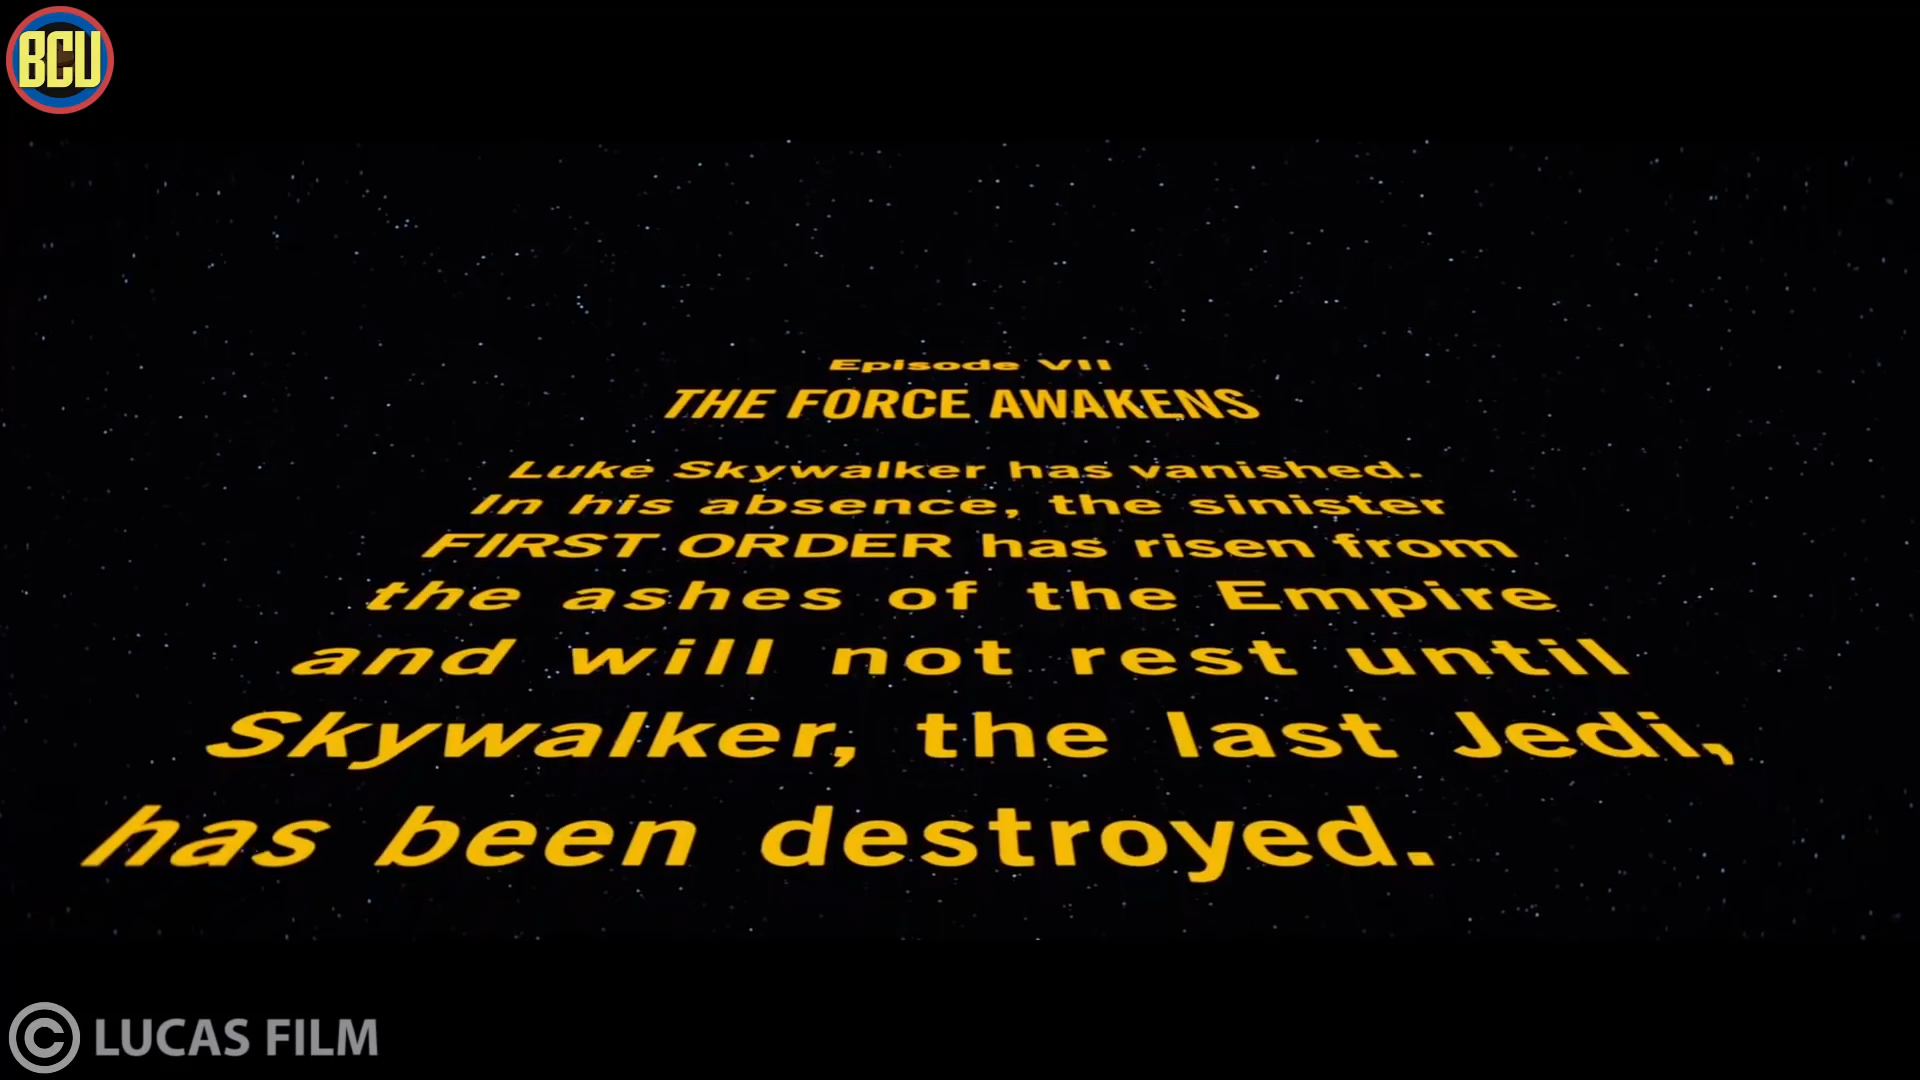 BCU
Episode VII
THE FORCE AWAKENS
Luke Skywalker has vanished.
In his absence, the sinister
FIRST ORDER has risen from
the ashes of the Empire
and will not rest until
Skywalker, the last Jedi,
has been destroyed.
© LUCAS FILM